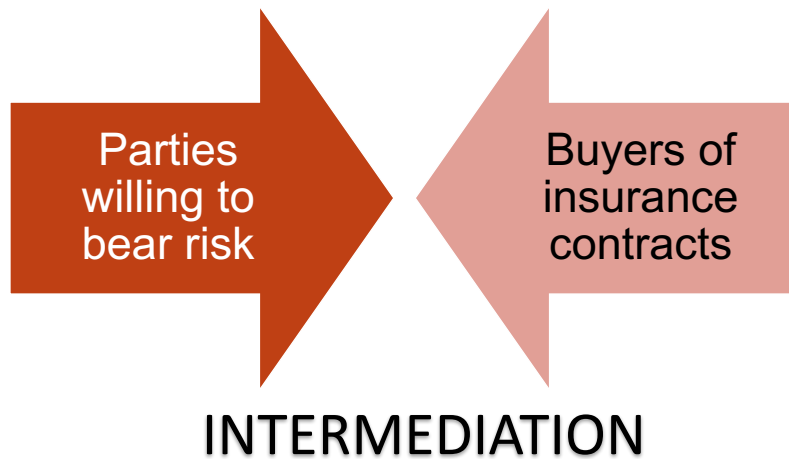 Parties
willing to
bear risk
Buyers of
insurance
contracts
INTERMEDIATION